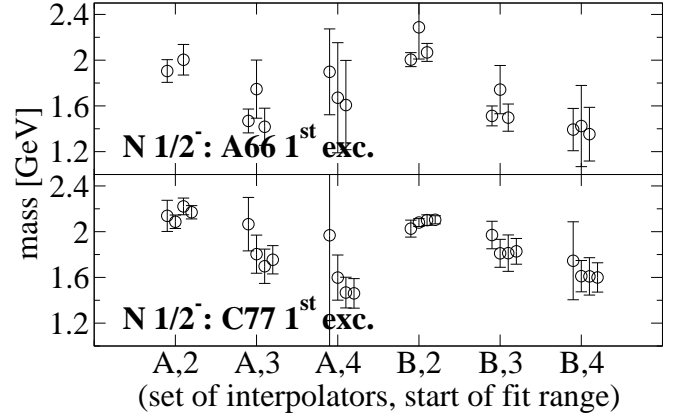 2.4
2
1.6
1.2
N 1/2⁻: A66 1ˢᵗ exc.
mass [GeV]
2.4
2
1.6
1.2
N 1/2⁻: C77 1ˢᵗ exc.
A,2 A,3 A,4 B,2 B,3 B,4
(set of interpolators, start of fit range)